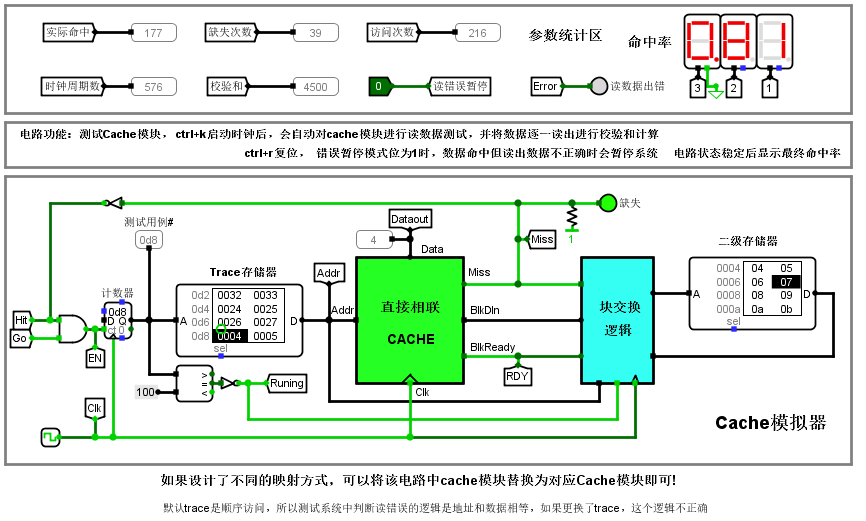 实际命中 177 缺失次数 39 访问次数 216 参数统计区 命中率 0.81
时钟周期数 576 校验和 4500 0 读错误暂停 Error 读数据出错 3 2 1
电路功能：测试Cache模块，ctrl+k启动时钟后，会自动对cache模块进行读数据测试，并将数据逐一读出进行校验和计算
ctrl+r复位， 错误暂停模式位为1时，数据命中但读出数据不正确时会暂停系统 电路状态稳定后显示最终命中率
缺失
测试用例#
0d8
4
Dataout
Data
Miss
1
二级存储器
Trace存储器
Addr
Miss
计数器
0d8
D Q
ct 0
A
0d2 0032 0033
0d4 0024 0025
0d6 0026 0027
0d8 0004 0005
sel
D
Addr
直接相联
CACHE
BlkDIn
BlkReady
Clk
块交换
逻辑
A
0004 04 05
0006 06 07
0008 08 09
000a 0a 0b
sel
D
Hit
Go
EN
RDY
100
>
=
<
Runing
Clk
Cache模拟器
如果设计了不同的映射方式，可以将该电路中cache模块替换为对应Cache模块即可!
默认trace是顺序访问，所以测试系统中判断读错误的逻辑是地址和数据相等，如果更换了trace，这个逻辑不正确